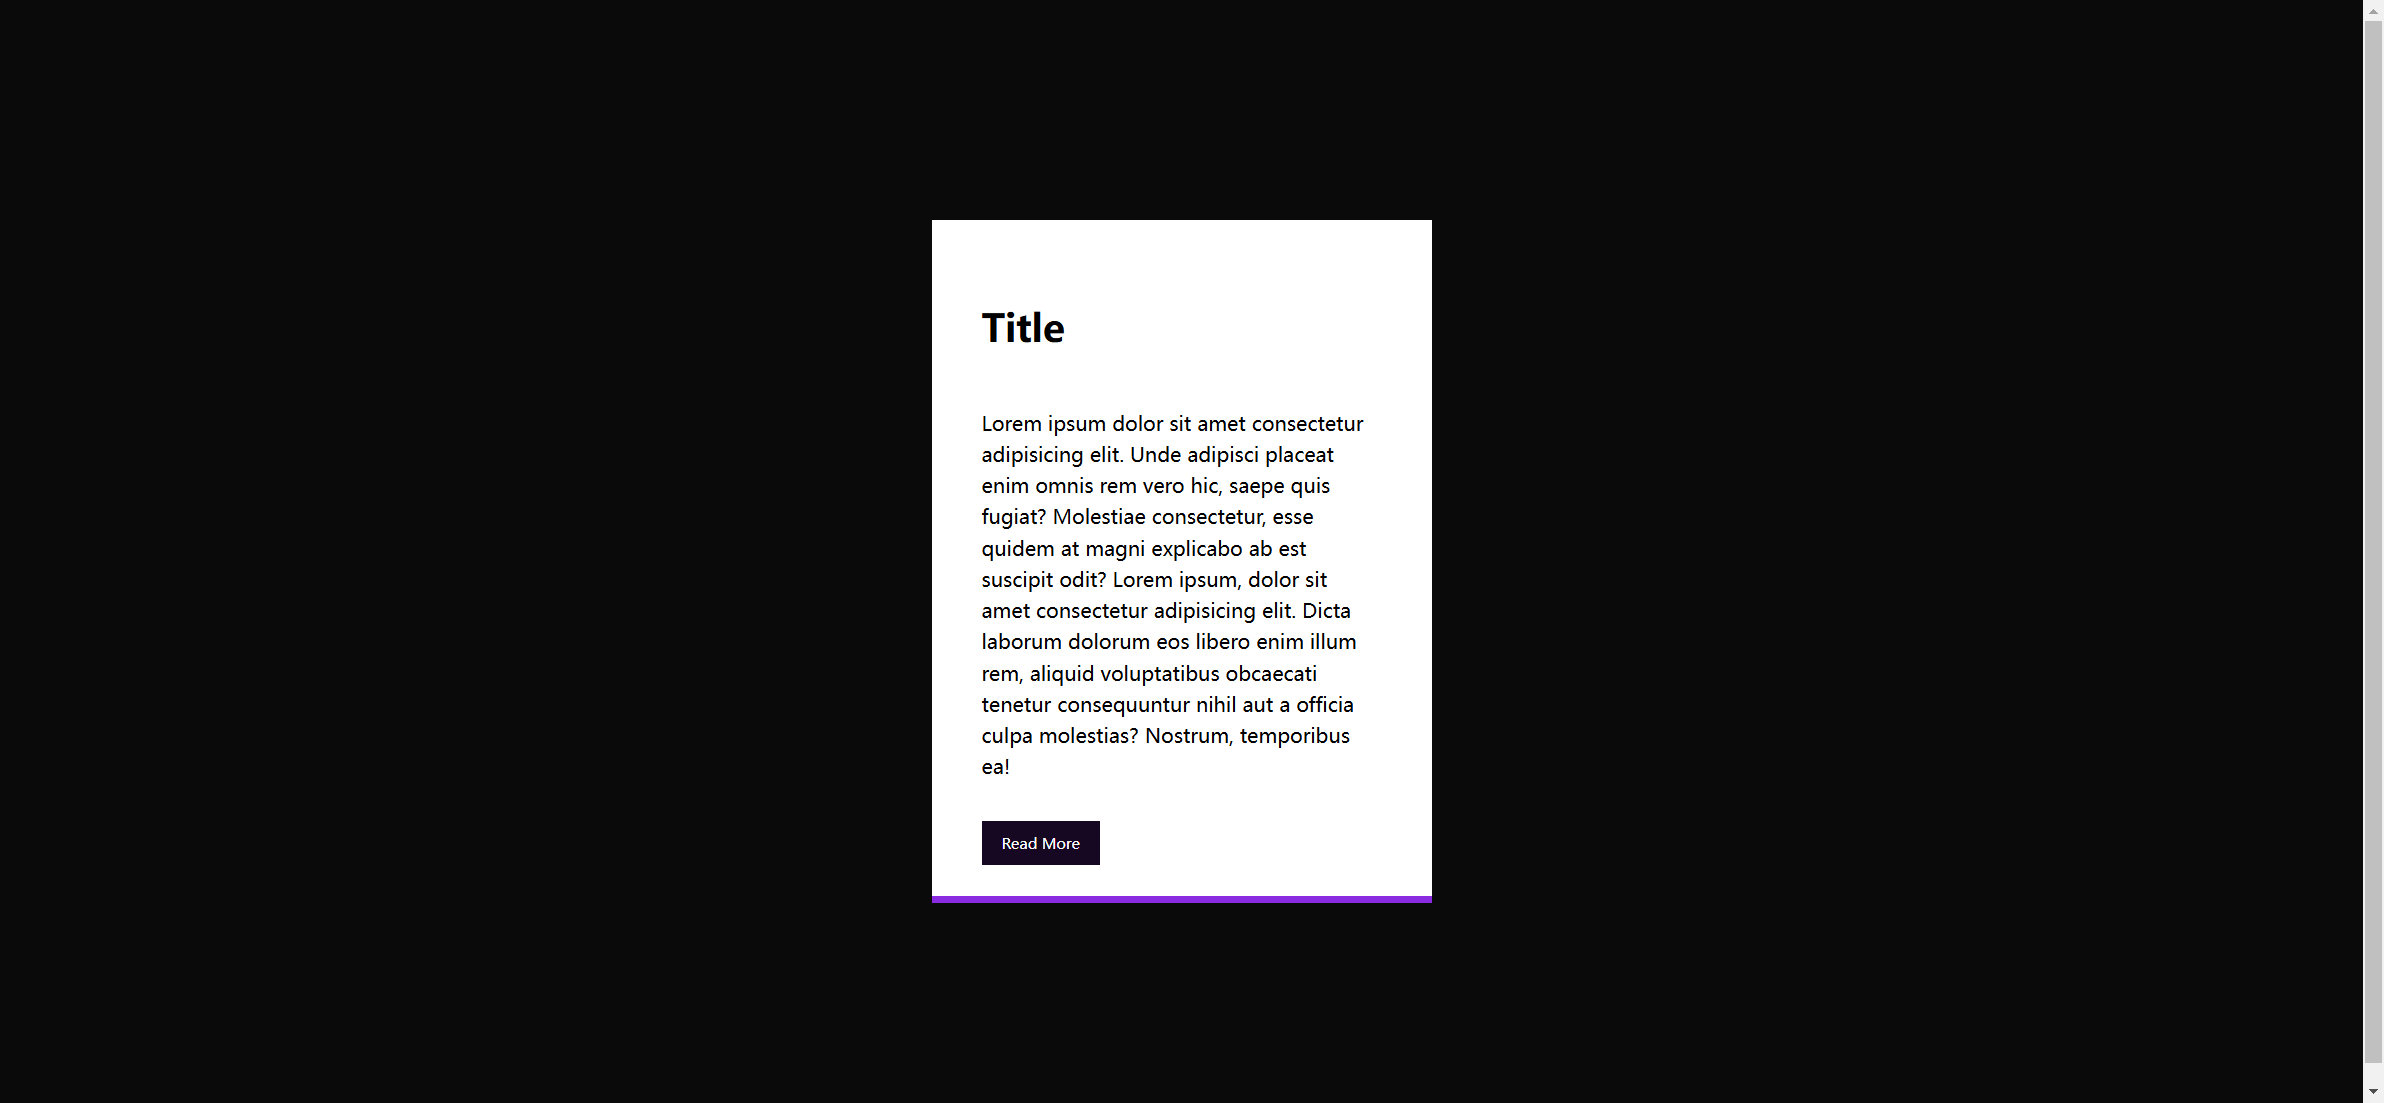 Title
Lorem ipsum dolor sit amet consectetur
adipisicing elit. Unde adipisci placeat
enim omnis rem vero hic, saepe quis
fugiat? Molestiae consectetur, esse
quidem at magni explicabo ab est
suscipit odit? Lorem ipsum, dolor sit
amet consectetur adipisicing elit. Dicta
laborum dolorum eos libero enim illum
rem, aliquid voluptatibus obcaecati
tenetur consequuntur nihil aut a officia
culpa molestias? Nostrum, temporibus
ea!
Read More